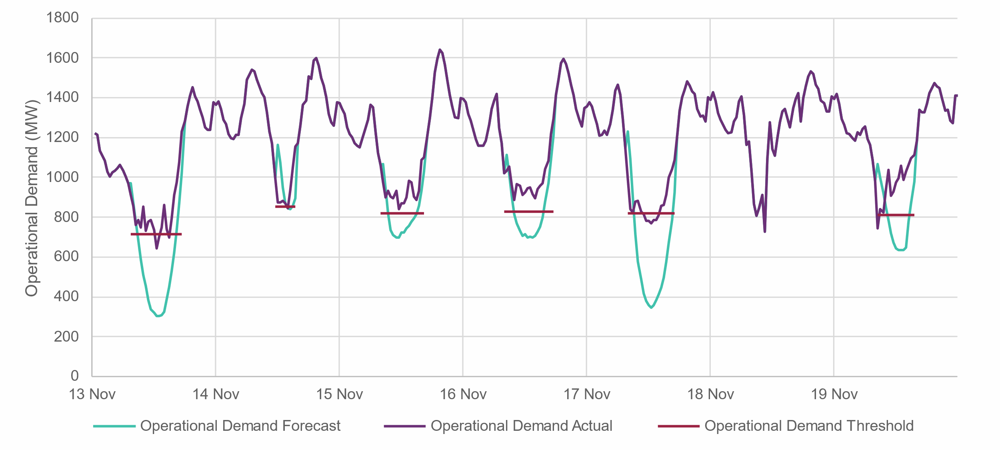 Operational Demand (MW)
1800
1600
1400
1200
1000
800
600
400
200
0
13 Nov
14 Nov
15 Nov
16 Nov
17 Nov
18 Nov
19 Nov
Operational Demand Forecast
Operational Demand Actual
Operational Demand Threshold